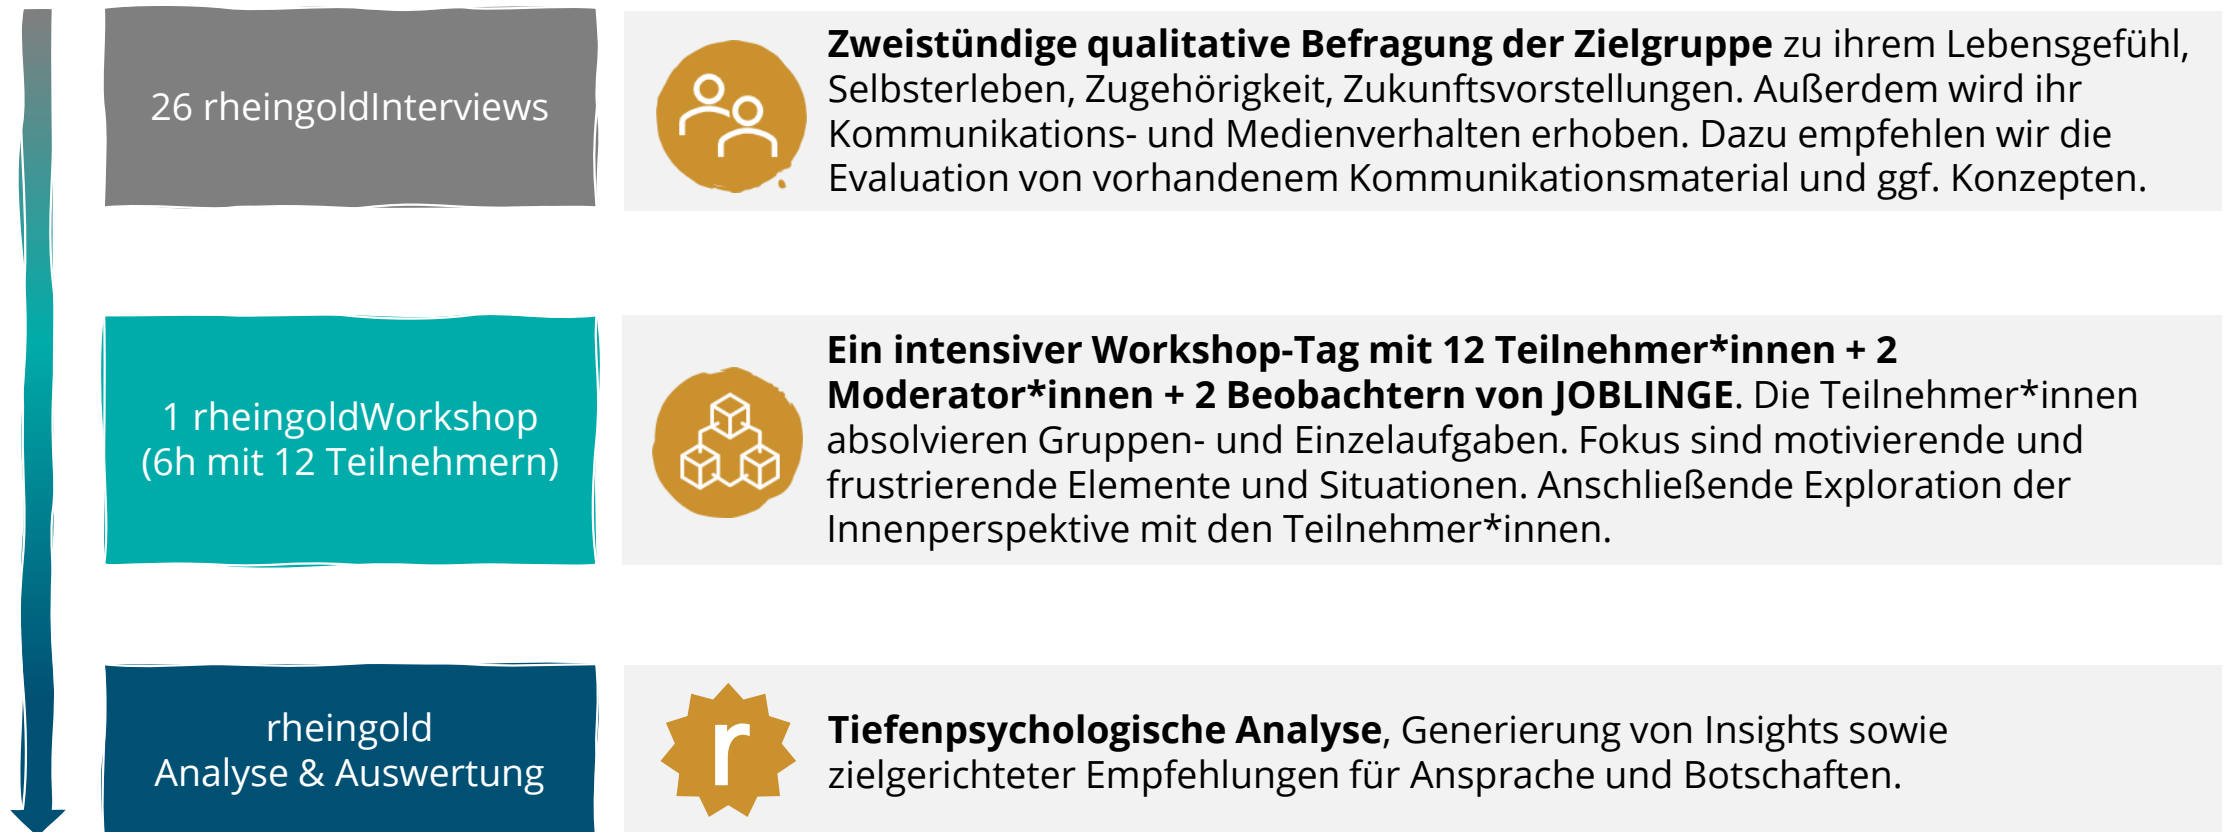 26 rheingoldInterviews
Zweistündige qualitative Befragung der Zielgruppe zu ihrem Lebensgefühl,
Selbsterleben, Zugehörigkeit, Zukunftsvorstellungen. Außerdem wird ihr
Kommunikations- und Medienverhalten erhoben. Dazu empfehlen wir die
Evaluation von vorhandenem Kommunikationsmaterial und ggf. Konzepten.
1 rheingoldWorkshop
(6h mit 12 Teilnehmern)
Ein intensiver Workshop-Tag mit 12 Teilnehmer*innen + 2
Moderator*innen + 2 Beobachtern von JOBLINGE. Die Teilnehmer*innen
absolvieren Gruppen- und Einzelaufgaben. Fokus sind motivierende und
frustrierende Elemente und Situationen. Anschließende Exploration der
Innenperspektive mit den Teilnehmer*innen.
rheingold
Analyse & Auswertung
r
Tiefenpsychologische Analyse, Generierung von Insights sowie
zielgerichteter Empfehlungen für Ansprache und Botschaften.